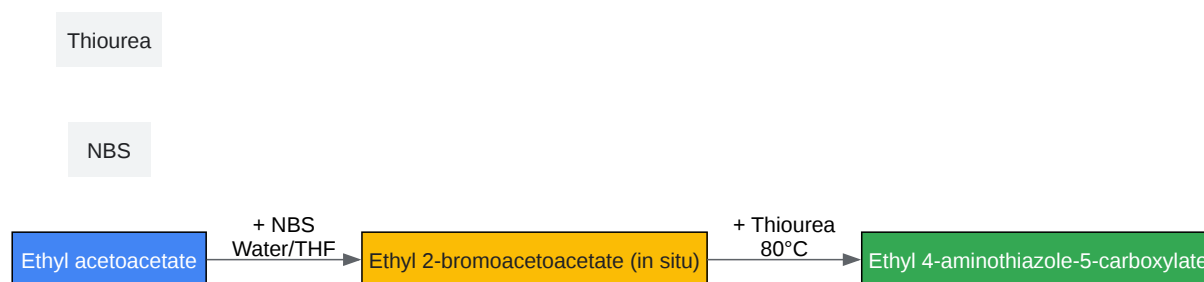 Thiourea
NBS
+ NBS
Water/THF
+ Thiourea
80°C
Ethyl acetoacetate
Ethyl 2-bromoacetoacetate (in situ)
Ethyl 4-aminothiazole-5-carboxylate